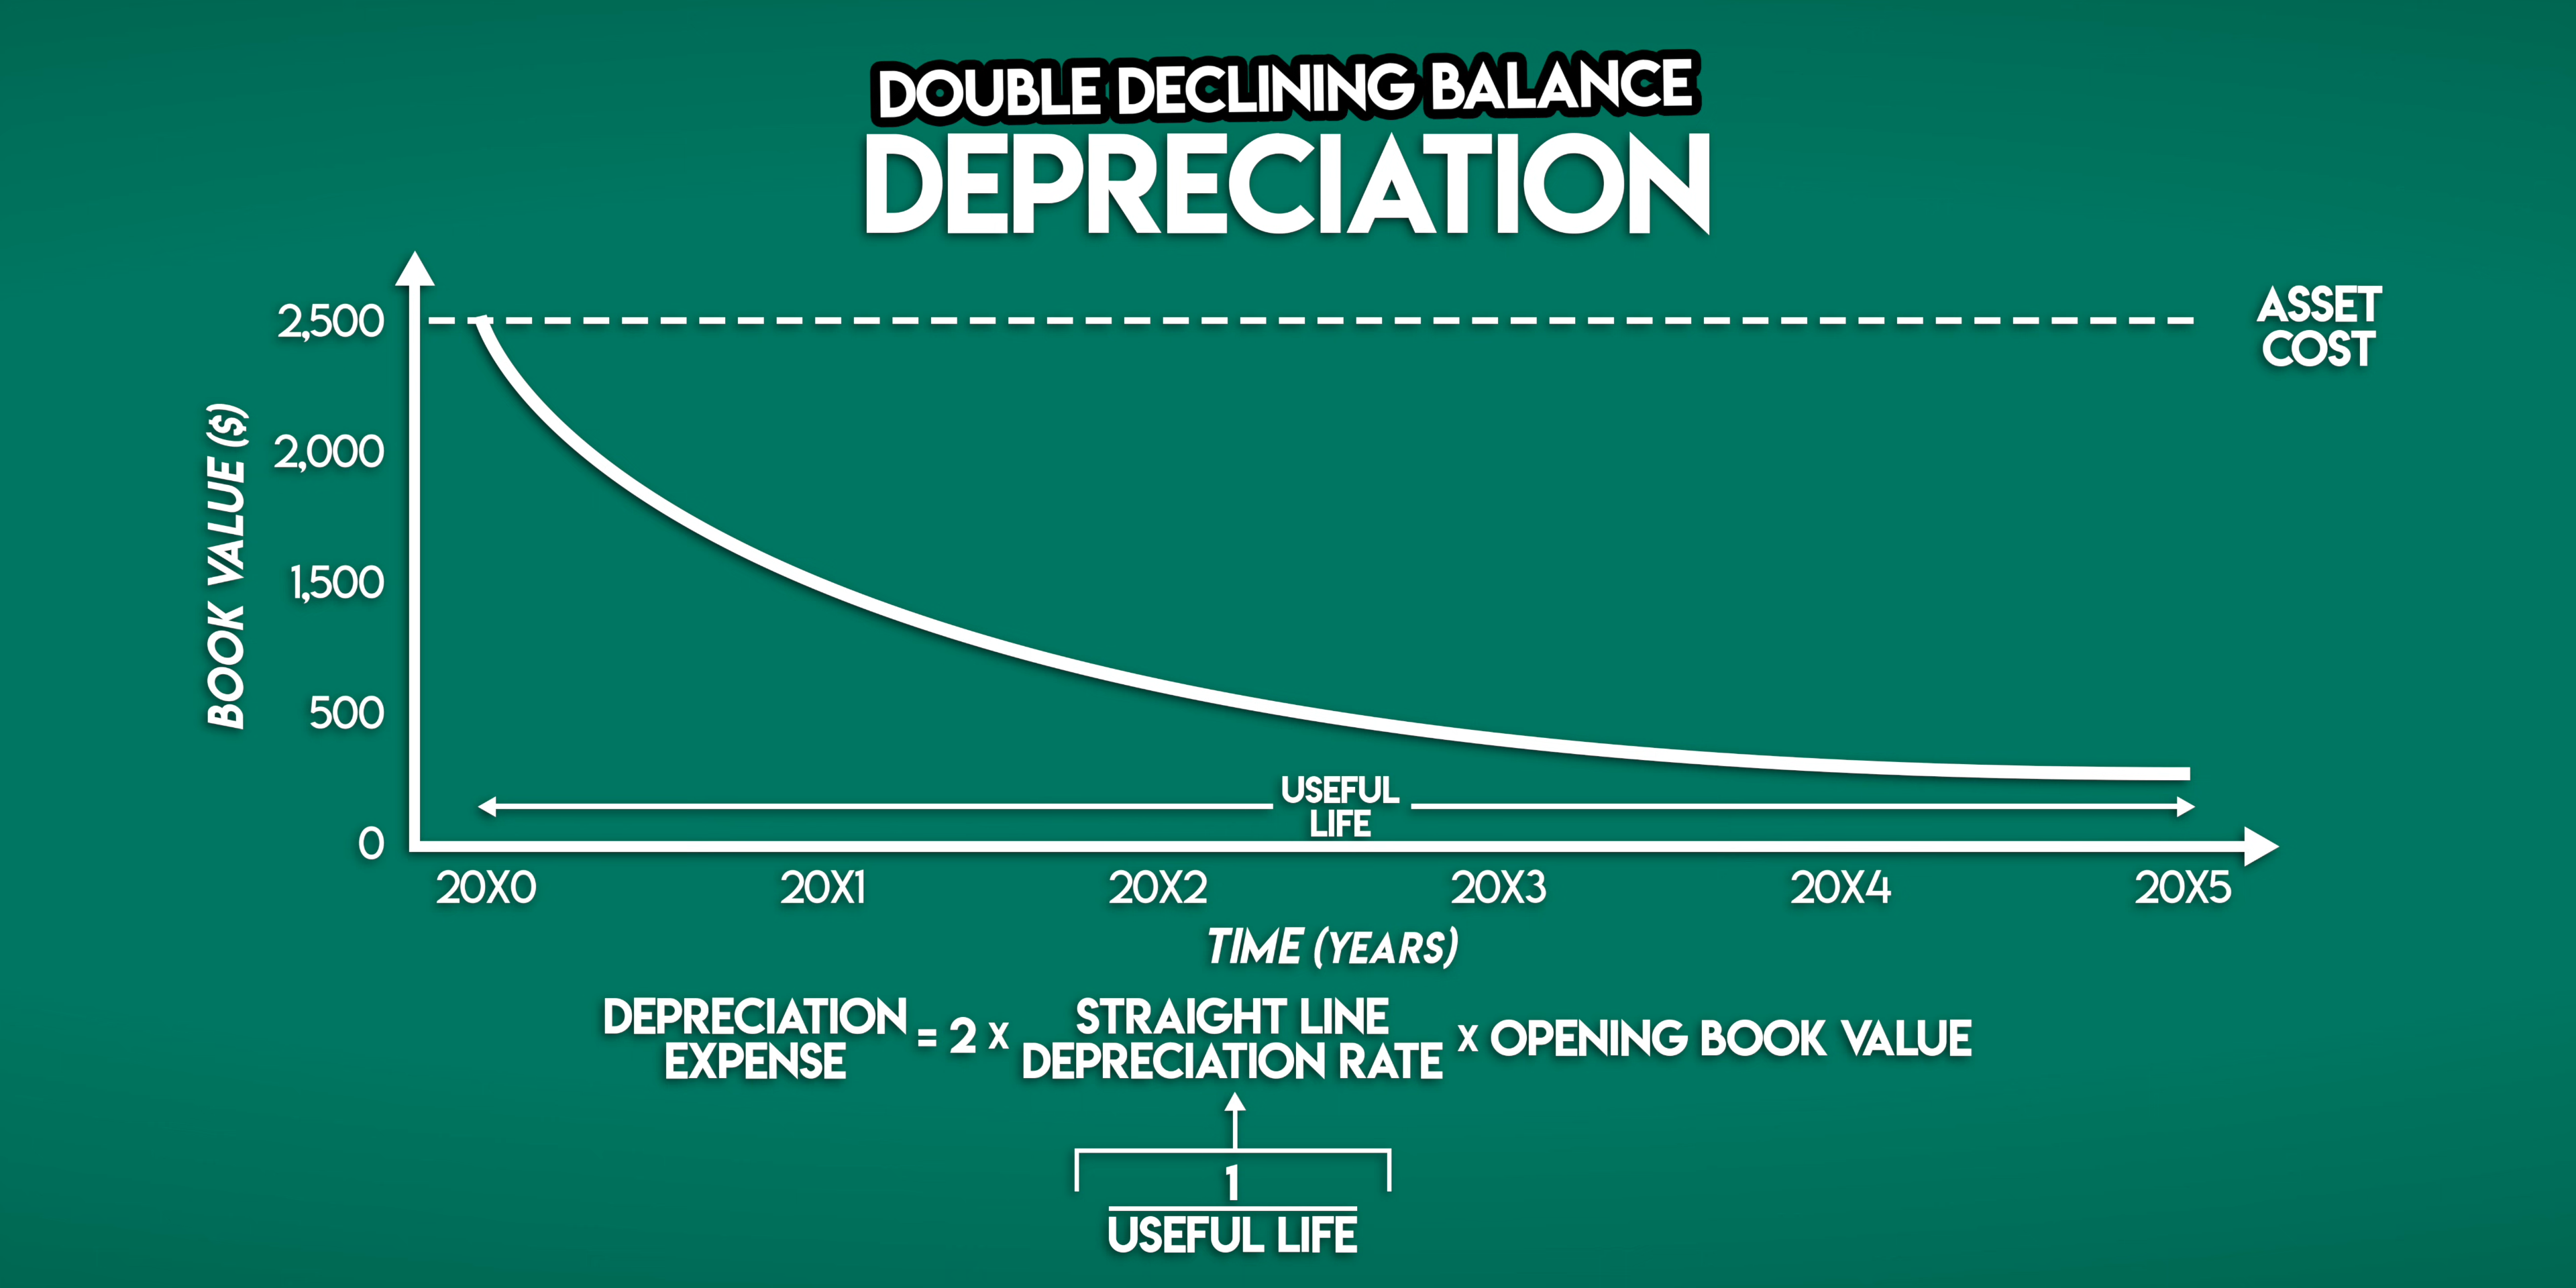 DOUBLE DECLINING BALANCE
DEPRECIATION
ASSET
COST
BOOK VALUE ($)
2,500
2,000
1,500
500
0
USEFUL
LIFE
20X0 20X1 20X2 20X3 20X4 20X5
TIME (YEARS)
DEPRECIATION
EXPENSE
= 2 X
STRAIGHT LINE
DEPRECIATION RATE
X OPENING BOOK VALUE
1
USEFUL LIFE